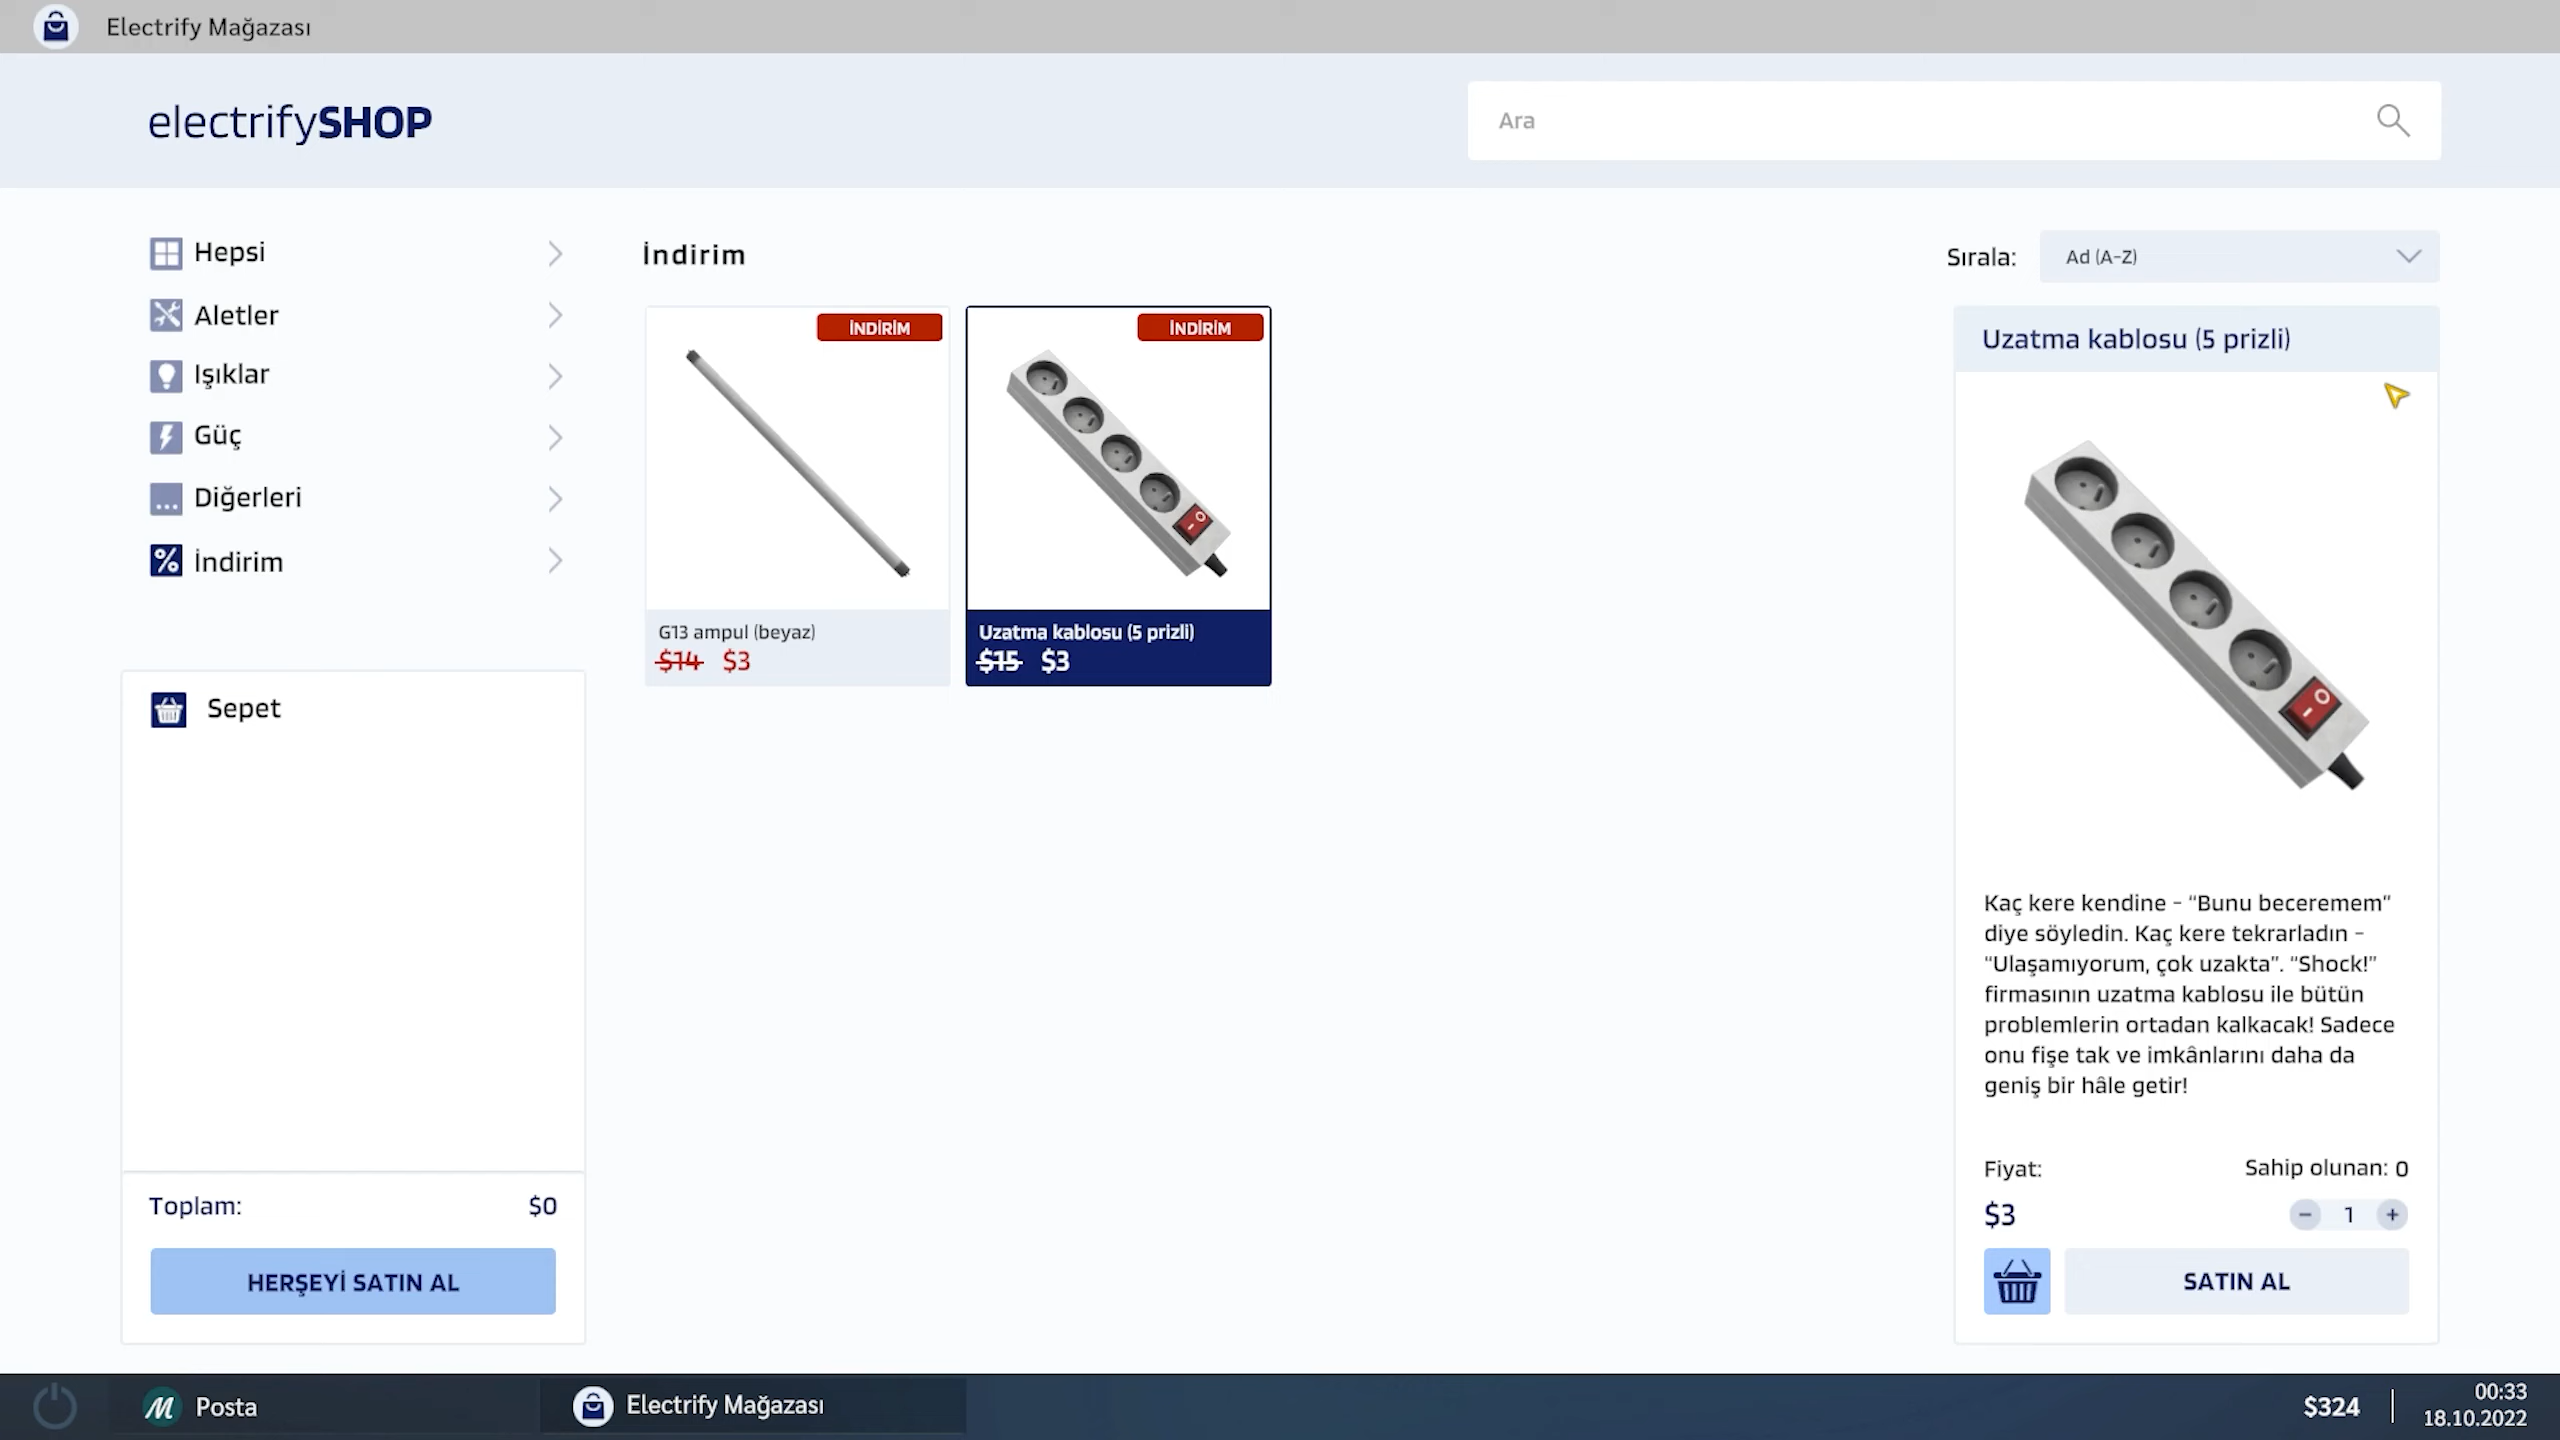 Electrify Mağazası
electrifySHOP
Ara
Hepsi
Aletler
Işıklar
Güç
Diğerleri
İndirim
Sepet
Toplam: $0
HERŞEYİ SATIN AL
İndirim
Sırala: Ad (A-Z)
İNDİRİM
G13 ampul (beyaz)
$14 $3
İNDİRİM
Uzatma kablosu (5 prizli)
$15 $3
Uzatma kablosu (5 prizli)
Kaç kere kendine - “Bunu beceremem”
diye söyledin. Kaç kere tekrarladın -
“Ulaşamıyorum, çok uzakta”. “Shock!”
firmasının uzatma kablosu ile bütün
problemlerin ortadan kalkacak! Sadece
onu fişe tak ve imkânlarını daha da
geniş bir hâle getir!
Fiyat: Sahip olunan: 0
$3 - 1 +
SATIN AL
Posta
Electrify Mağazası
$324
00:33
18.10.2022